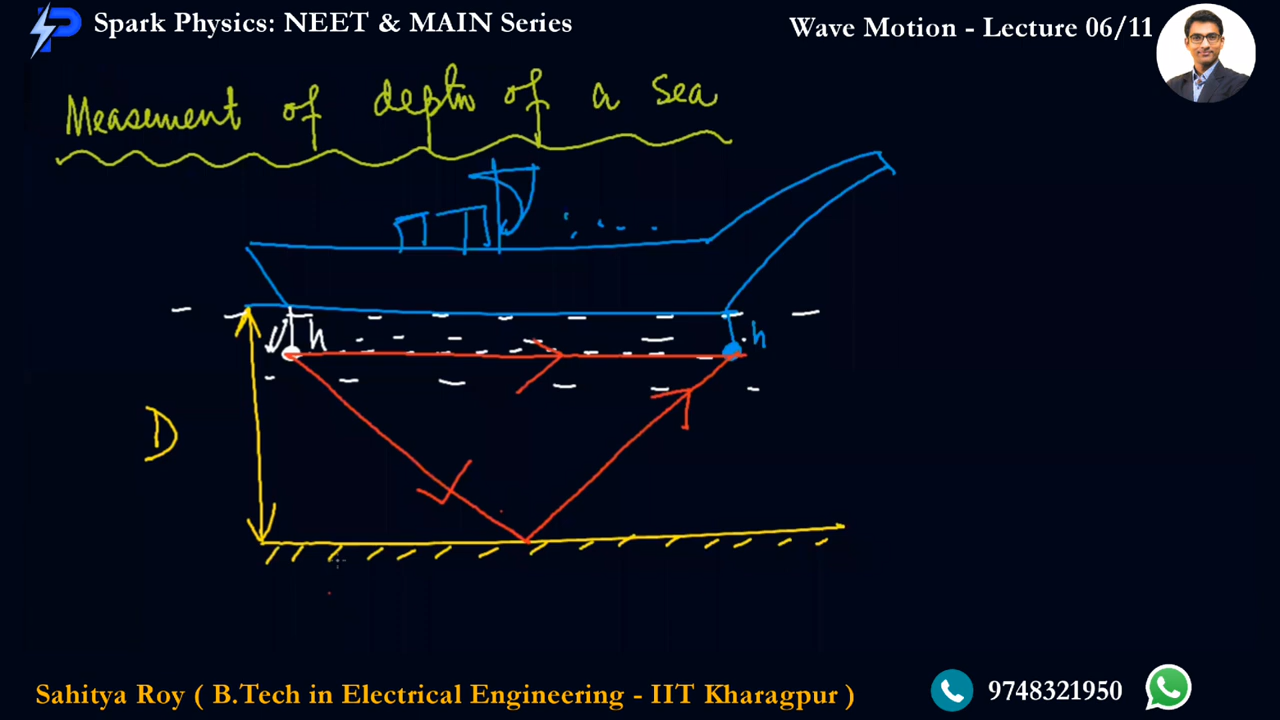 Spark Physics: NEET & MAIN Series
Wave Motion - Lecture 06/11
Measement of depth of a sea
h
h
D
Sahitya Roy ( B.Tech in Electrical Engineering - IIT Kharagpur )
9748321950